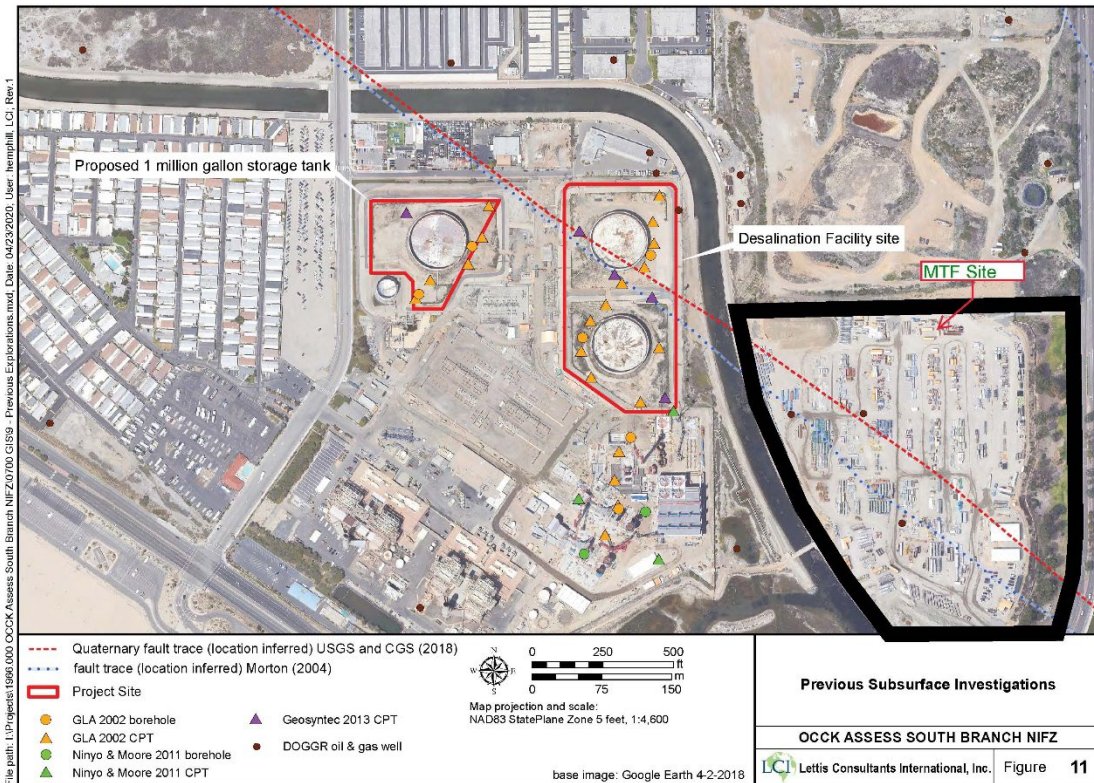 File path: I:\Projects\1966.000 OCCK Assess South Branch NIFZ\0700 GIS\9 - Previous Explorations.mxd, Date: 04/23/2020; User: hemphill, LCI, Rev.1
Proposed 1 million gallon storage tank
Desalination Facility site
MTF Site
Quaternary fault trace (location inferred) USGS and CGS (2018)
fault trace (location inferred) Morton (2004)
Project Site
GLA 2002 borehole
GLA 2002 CPT
Ninyo & Moore 2011 borehole
Ninyo & Moore 2011 CPT
Geosyntec 2013 CPT
DOGGR oil & gas well
N
W E
S
0 250 500
ft
m
0 75 150
Map projection and scale:
NAD83 StatePlane Zone 5 feet, 1:4,600
base image: Google Earth 4-2-2018
Previous Subsurface Investigations
OCCK ASSESS SOUTH BRANCH NIFZ
LCI Lettis Consultants International, Inc. Figure 11